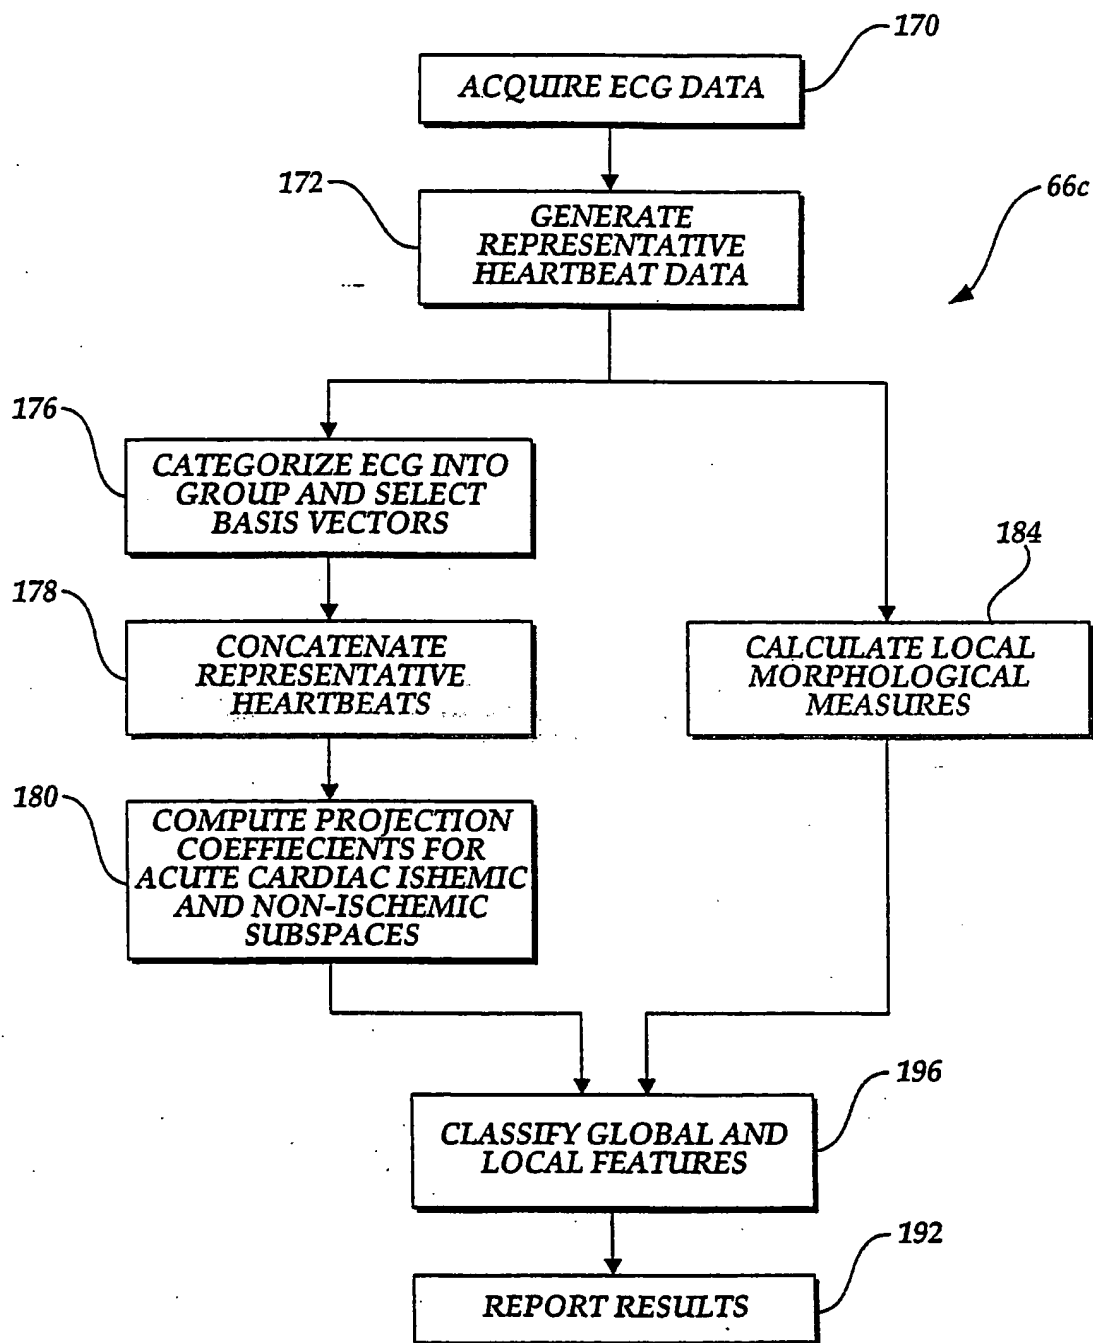 170
ACQUIRE ECG DATA
172
GENERATE
REPRESENTATIVE
HEARTBEAT DATA
66c
176
CATEGORIZE ECG INTO
GROUP AND SELECT
BASIS VECTORS
178
CONCATENATE
REPRESENTATIVE
HEARTBEATS
184
CALCULATE LOCAL
MORPHOLOGICAL
MEASURES
180
COMPUTE PROJECTION
COEFFIECIENTS FOR
ACUTE CARDIAC ISHEMIC
AND NON-ISCHEMIC
SUBSPACES
196
CLASSIFY GLOBAL AND
LOCAL FEATURES
192
REPORT RESULTS